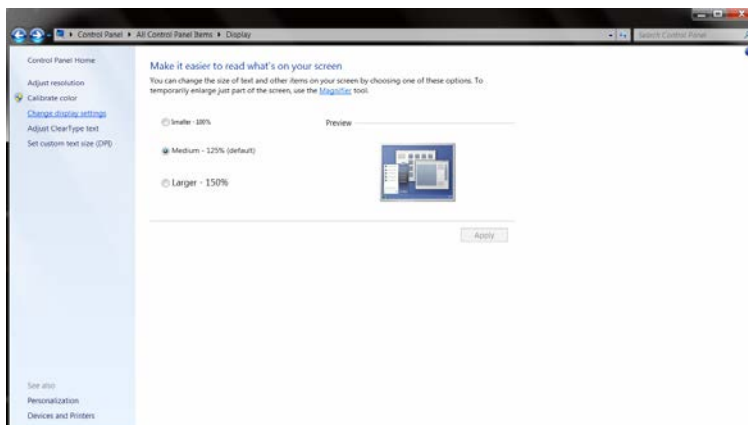 Control Panel ▸ All Control Panel Items ▸ Display
Search Control Panel
Control Panel Home
Adjust resolution
Calibrate color
Change display settings
Adjust ClearType text
Set custom text size (DPI)
See also
Personalization
Devices and Printers
Make it easier to read what's on your screen
You can change the size of text and other items on your screen by choosing one of these options. To
temporarily enlarge just part of the screen, use the Magnifier tool.
Smaller - 100%
Preview
Medium - 125% (default)
Larger - 150%
Apply